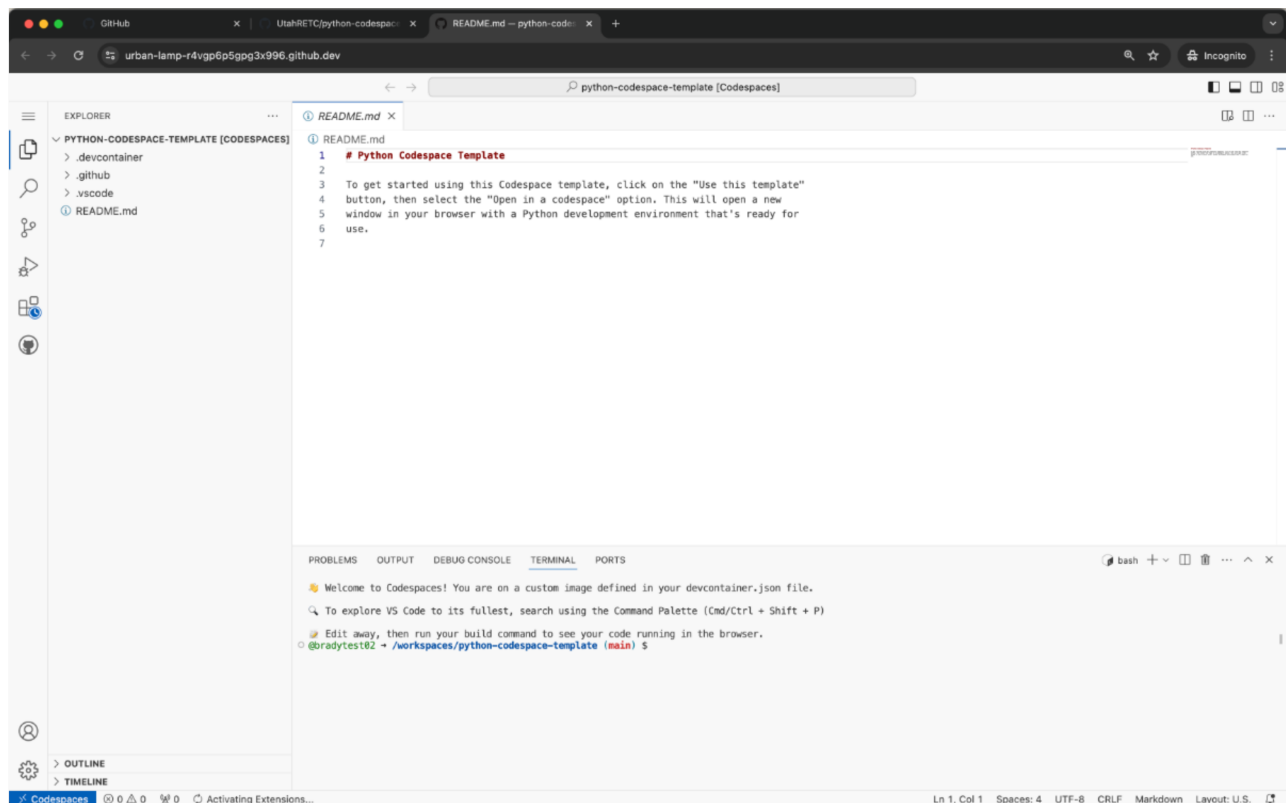 GitHub
UtahRETC/python-codespace
README.md — python-codes
urban-lamp-r4vgp6p5gpg3x996.github.dev
Incognito
python-codespace-template [Codespaces]
EXPLORER
README.md
PYTHON-CODESPACE-TEMPLATE [CODESPACES]
.devcontainer
.github
.vscode
README.md
README.md
1 # Python Codespace Template
2
3 To get started using this Codespace template, click on the "Use this template"
4 button, then select the "Open in a codespace" option. This will open a new
5 window in your browser with a Python development environment that's ready for
6 use.
7
PROBLEMS OUTPUT DEBUG CONSOLE TERMINAL PORTS
bash
👋 Welcome to Codespaces! You are on a custom image defined in your devcontainer.json file.
🔍 To explore VS Code to its fullest, search using the Command Palette (Cmd/Ctrl + Shift + P)
📝 Edit away, then run your build command to see your code running in the browser.
@bradytest02 → /workspaces/python-codespace-template (main) $
OUTLINE
TIMELINE
Codespaces 0 0 0 Activating Extensions... Ln 1, Col 1 Spaces: 4 UTF-8 CRLF Markdown Layout: U.S.